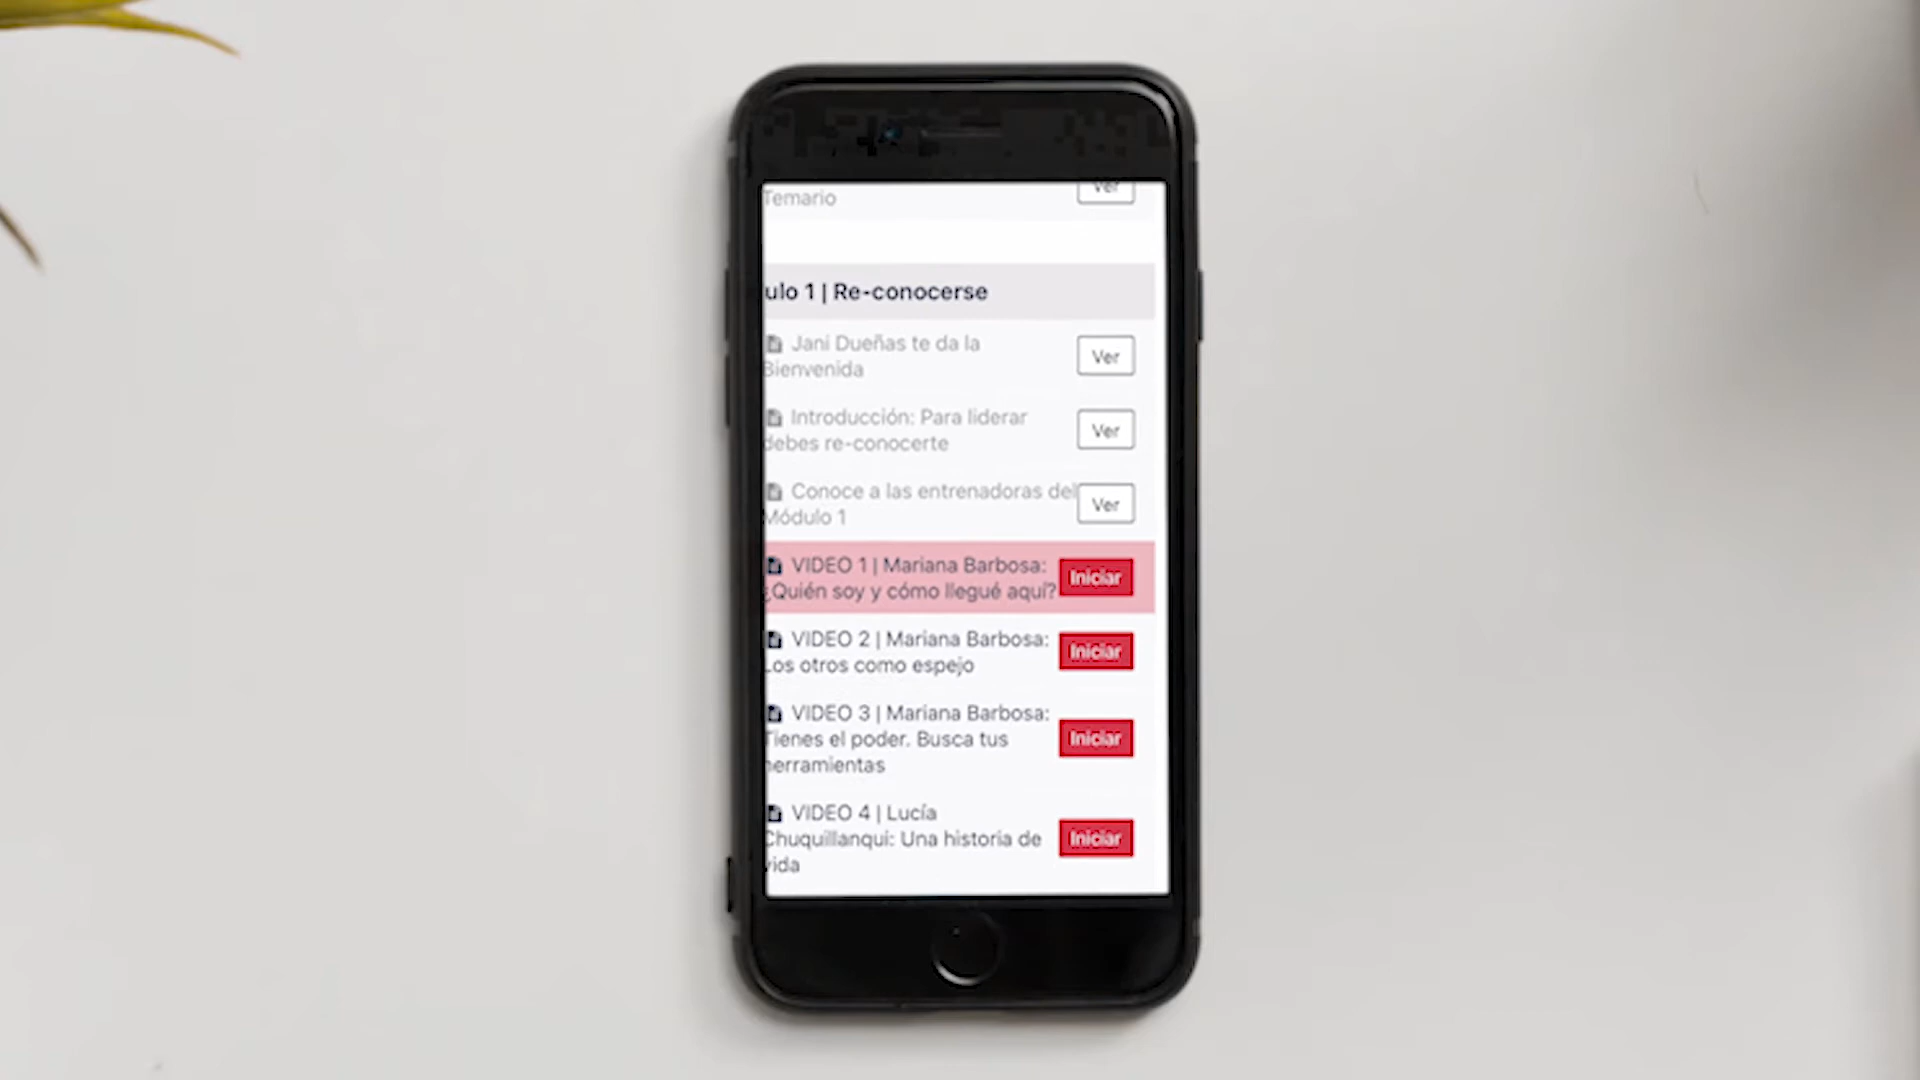 Temario
Ver
ulo 1 | Re-conocerse
Jani Dueñas te da la
Bienvenida
Ver
Introducción: Para liderar
debes re-conocerte
Ver
Conoce a las entrenadoras del
Módulo 1
Ver
VIDEO 1 | Mariana Barbosa:
¿Quién soy y cómo llegué aquí?
Iniciar
VIDEO 2 | Mariana Barbosa:
Los otros como espejo
Iniciar
VIDEO 3 | Mariana Barbosa:
Tienes el poder. Busca tus
herramientas
Iniciar
VIDEO 4 | Lucía
Chuquillanqui: Una historia de
vida
Iniciar